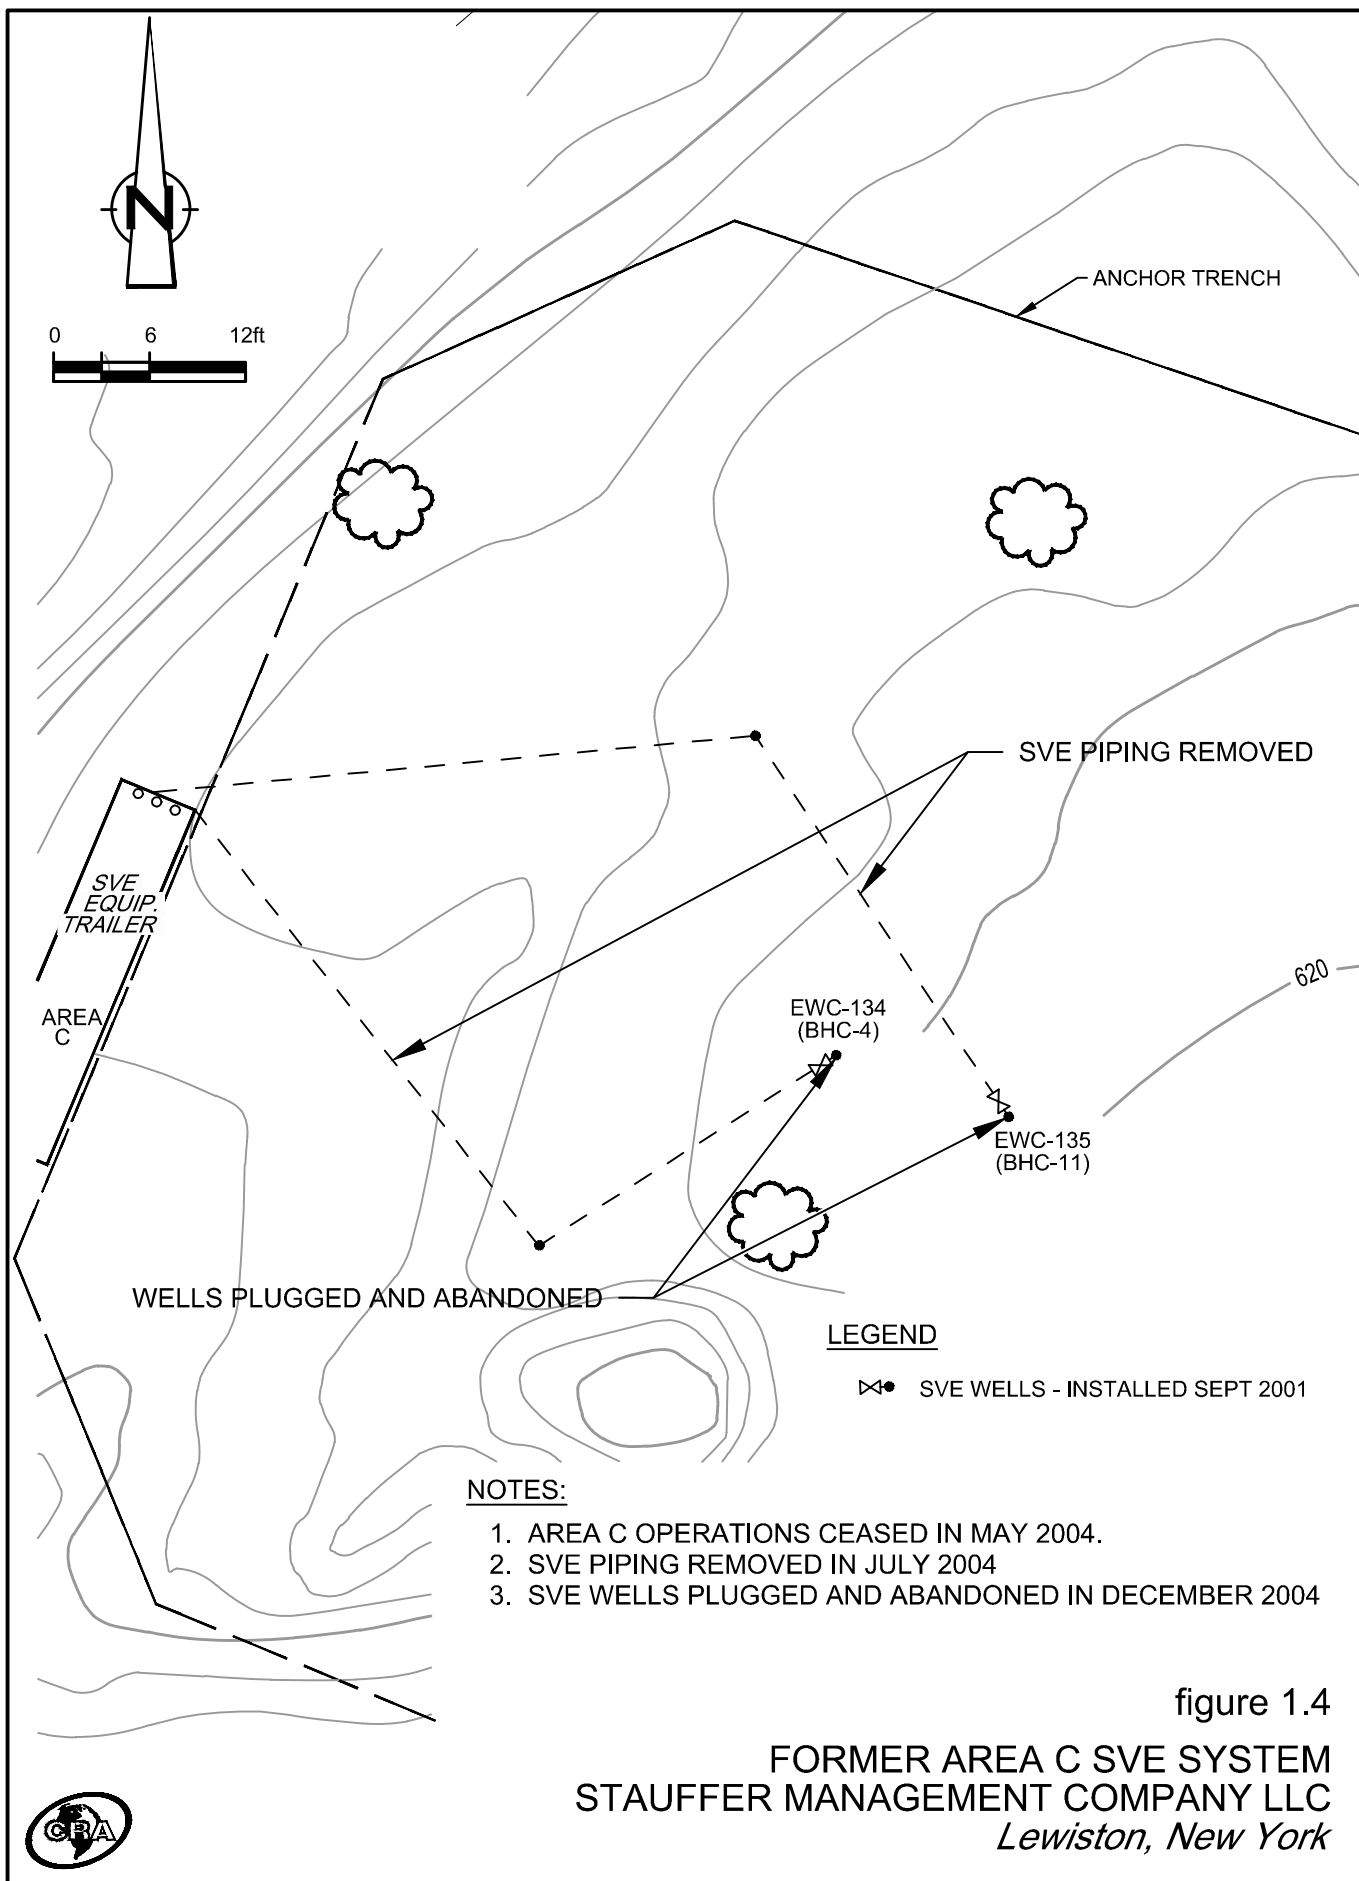 N
0 6 12ft
ANCHOR TRENCH
SVE PIPING REMOVED
SVE
EQUIP.
TRAILER
AREA
C
620
EWC-134
(BHC-4)
EWC-135
(BHC-11)
WELLS PLUGGED AND ABANDONED
LEGEND
SVE WELLS - INSTALLED SEPT 2001
NOTES:
1. AREA C OPERATIONS CEASED IN MAY 2004.
2. SVE PIPING REMOVED IN JULY 2004
3. SVE WELLS PLUGGED AND ABANDONED IN DECEMBER 2004
figure 1.4
FORMER AREA C SVE SYSTEM
STAUFFER MANAGEMENT COMPANY LLC
Lewiston, New York
CRA